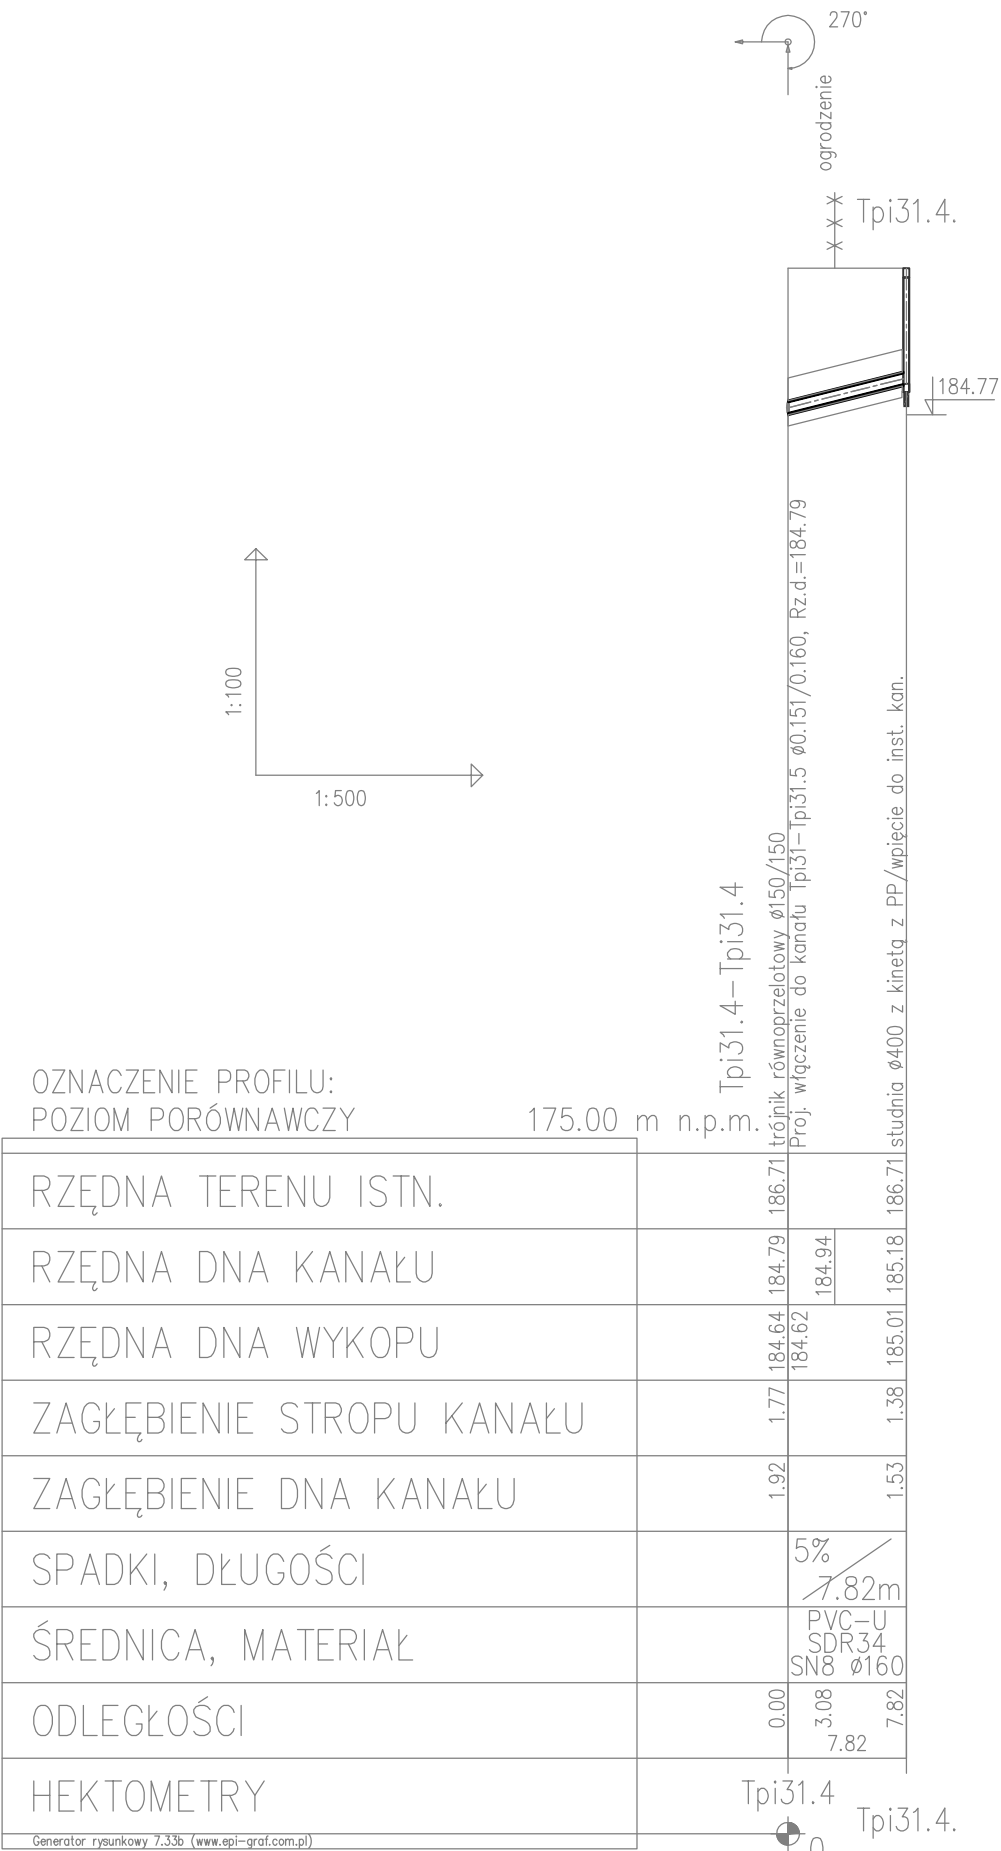 270°
ogrodzenie
Tpi31.4.
184.77
1:100
1:500
Tpi31.4-Tpi31.4
trójnik równoprzelotowy ø150/150
Proj. włączenie do kanału Tpi31-Tpi31.5 ø0.151/0.160, Rz.d.=184.79
studnia ø400 z kinetą z PP/wpięcie do inst. kan.
OZNACZENIE PROFILU:
POZIOM PORÓWNAWCZY 175.00 m n.p.m.
RZĘDNA TERENU ISTN. 186.71 186.71
RZĘDNA DNA KANAŁU 184.79 184.94 185.18
RZĘDNA DNA WYKOPU 184.64 184.62 185.01
ZAGŁĘBIENIE STROPU KANAŁU 1.77 1.38
ZAGŁĘBIENIE DNA KANAŁU 1.92 1.53
SPADKI, DŁUGOŚCI 5% 7.82m
ŚREDNICA, MATERIAŁ PVC-U
SDR34
SN8 ø160
ODLEGŁOŚCI 0.00 3.08 7.82
7.82
HEKTOMETRY Tpi31.4
Tpi31.4.
0
Generator rysunkowy 7.33b (www.epi-graf.com.pl)